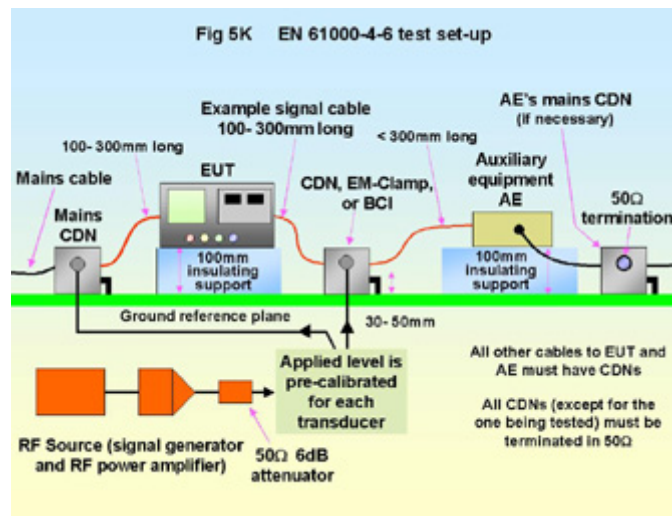 Fig 5K EN 61000-4-6 test set-up
AE's mains CDN
(if necessary)
Example signal cable
100- 300mm long
100- 300mm long
< 300mm long
EUT
Auxiliary
equipment
AE
Mains cable
CDN, EM-Clamp,
or BCI
50Ω
termination
Mains
CDN
100mm
insulating
support
100mm
insulating
support
Ground reference plane
30- 50mm
Applied level is
pre-calibrated
for each
transducer
All other cables to EUT and
AE must have CDNs
All CDNs (except for the
one being tested) must be
terminated in 50Ω
RF Source (signal generator
and RF power amplifier)
50Ω 6dB
attenuator